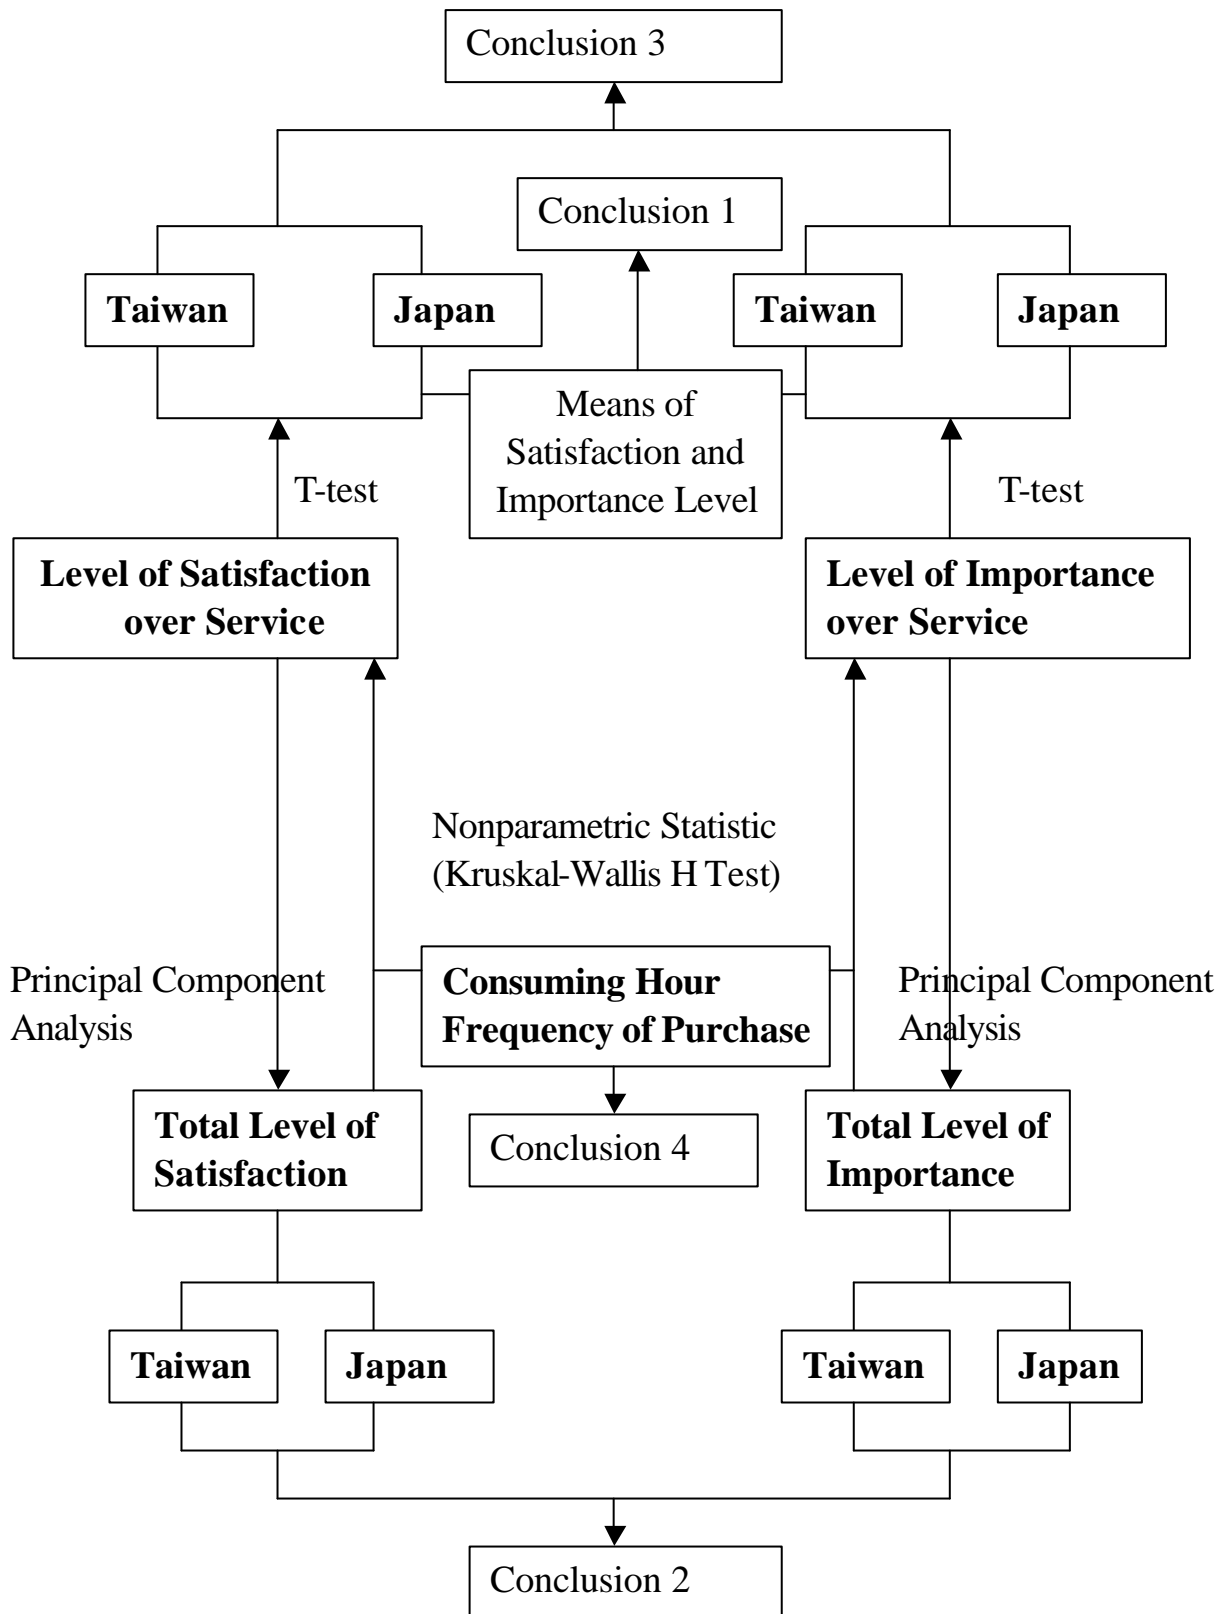 Conclusion 3
Conclusion 1
Taiwan
Japan
Taiwan
Japan
Means of
Satisfaction and
Importance Level
T-test
T-test
Level of Satisfaction
over Service
Level of Importance
over Service
Nonparametric Statistic
(Kruskal-Wallis H Test)
Principal Component
Analysis
Consuming Hour
Frequency of Purchase
Principal Component
Analysis
Total Level of
Satisfaction
Conclusion 4
Total Level of
Importance
Taiwan
Japan
Taiwan
Japan
Conclusion 2